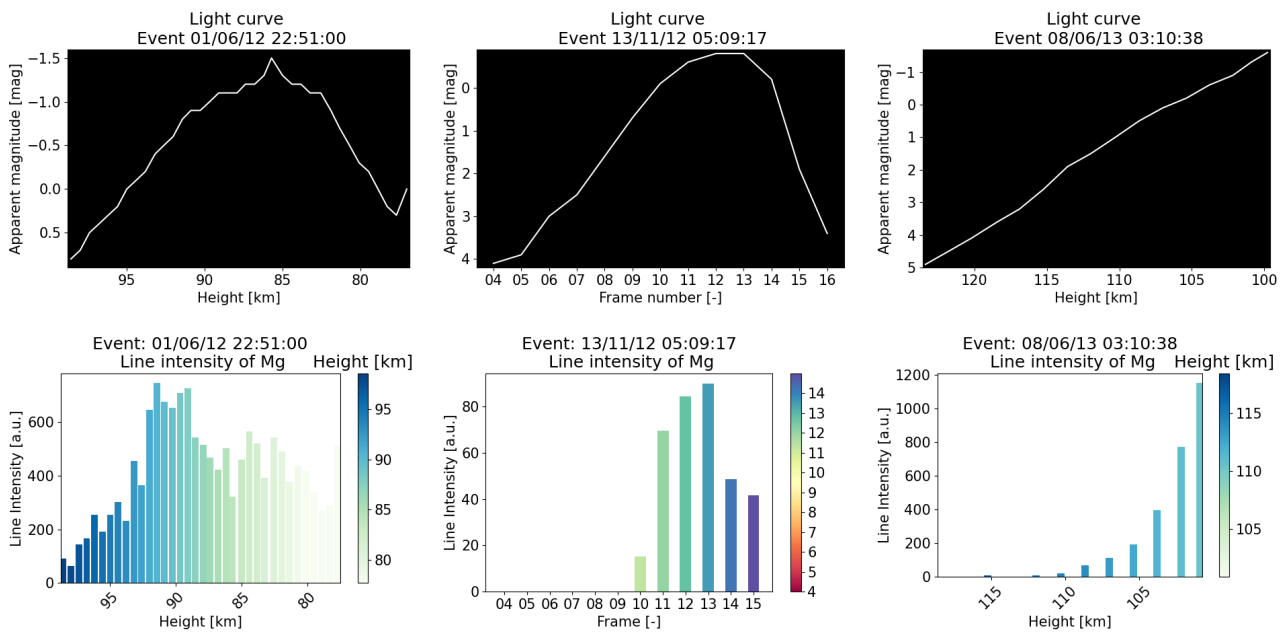 Light curve
Event 01/06/12 22:51:00
Apparent magnitude [mag]
−1.5
−1.0
−0.5
0.0
0.5
95
90
85
80
Height [km]
Light curve
Event 13/11/12 05:09:17
Apparent magnitude [mag]
0
1
2
3
4
04 05 06 07 08 09 10 11 12 13 14 15 16
Frame number [-]
Light curve
Event 08/06/13 03:10:38
Apparent magnitude [mag]
−1
0
1
2
3
4
5
120
115
110
105
100
Height [km]
Event: 01/06/12 22:51:00
Line intensity of Mg
Height [km]
Line Intensity [a.u.]
600
400
200
0
95
90
85
80
Height [km]
95
90
85
80
Event: 13/11/12 05:09:17
Line intensity of Mg
Line Intensity [a.u.]
80
60
40
20
0
04 05 06 07 08 09 10 11 12 13 14 15
Frame [-]
14
13
12
11
10
9
8
7
6
5
4
Event: 08/06/13 03:10:38
Line intensity of Mg
Height [km]
Line Intensity [a.u.]
1200
1000
800
600
400
200
0
115
110
105
Height [km]
115
110
105